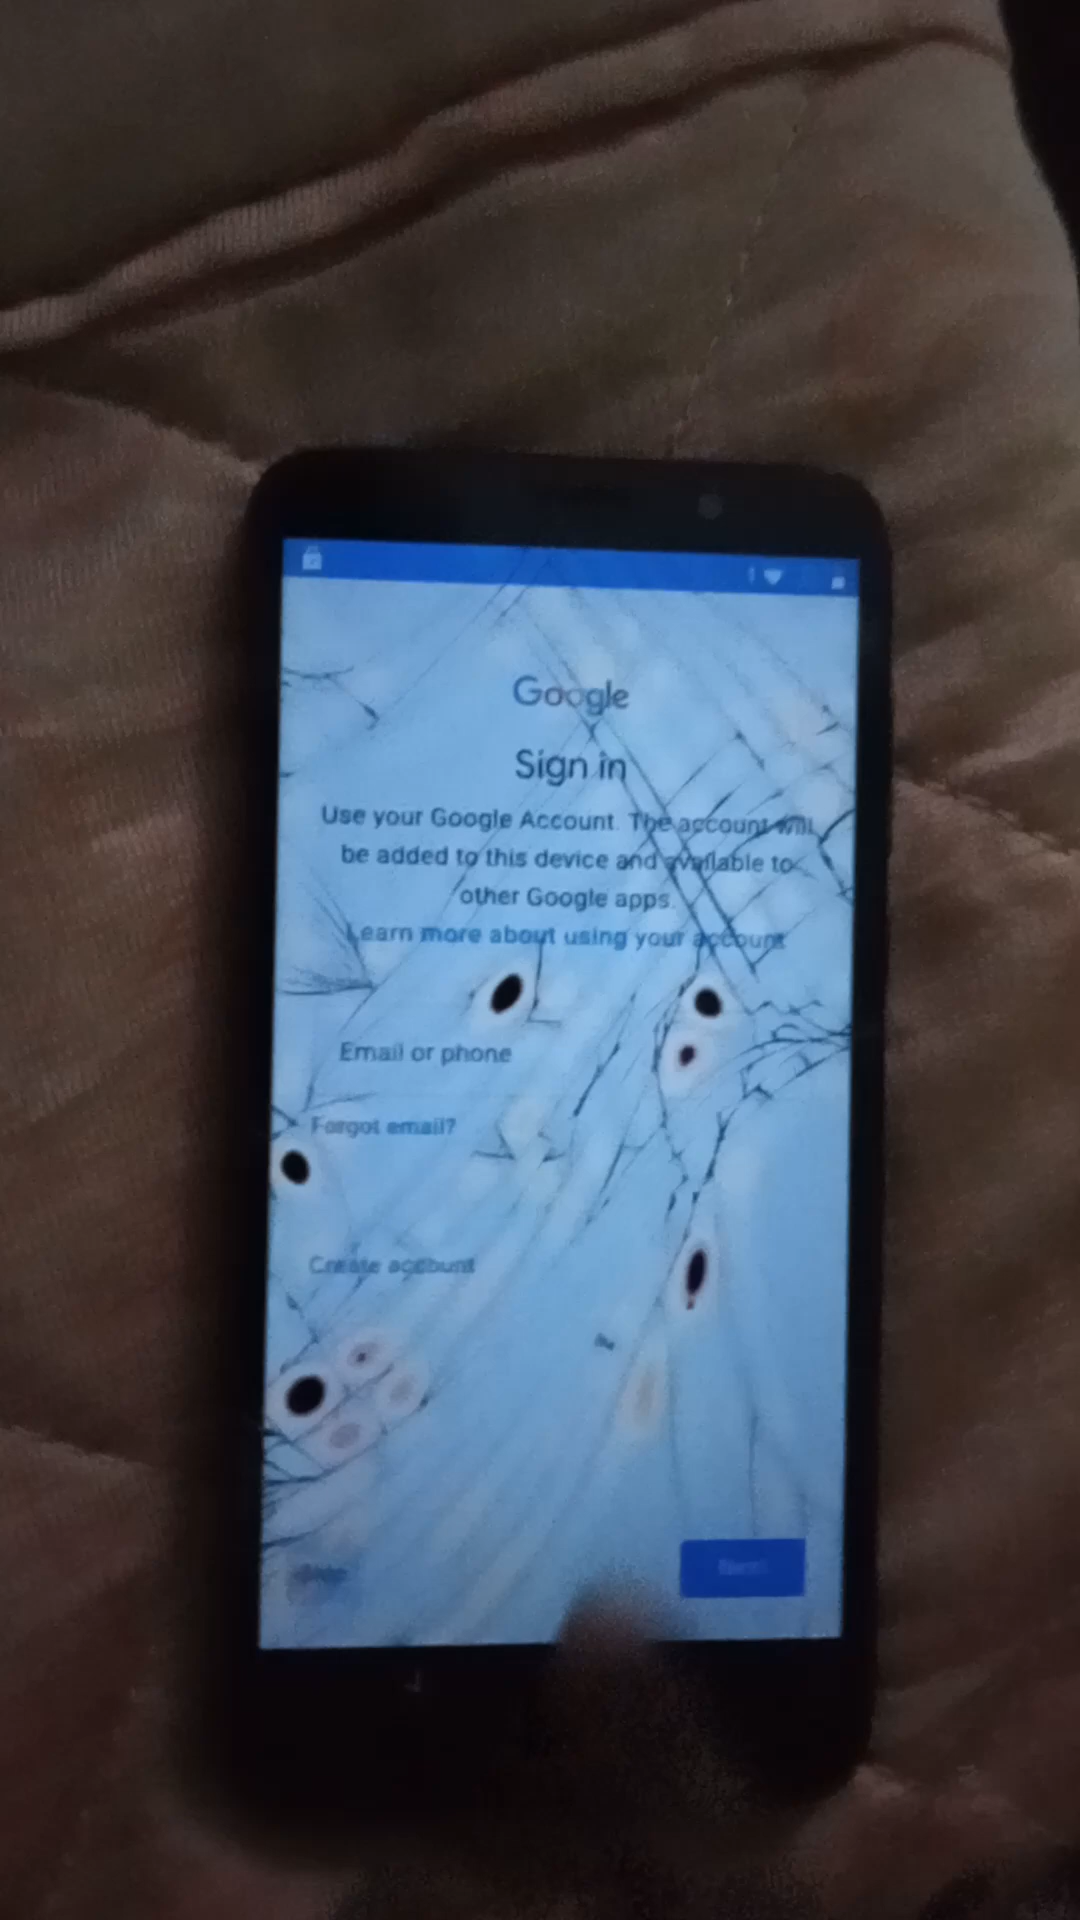 Google
Sign in
Use your Google Account. The account will
be added to this device and available to
other Google apps.
Learn more about using your account
Email or phone
Forgot email?
Create account
Next